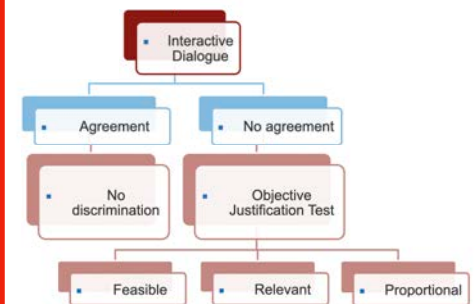 Interactive
Dialogue
Agreement
No agreement
No
discrimination
Objective
Justification Test
Feasible
Relevant
Proportional